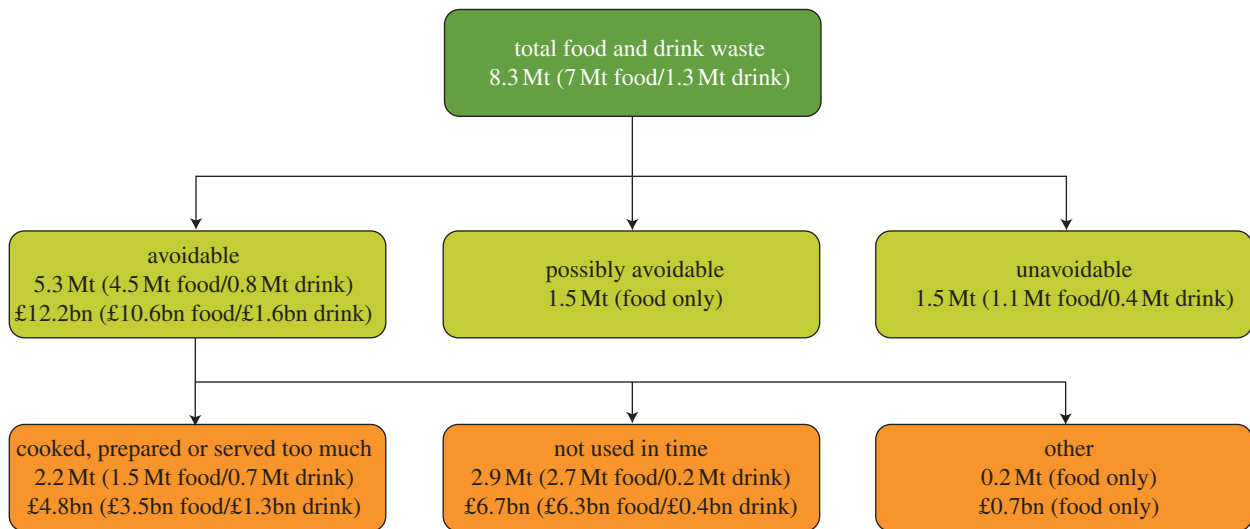 total food and drink waste
8.3 Mt (7 Mt food/1.3 Mt drink)
avoidable
5.3 Mt (4.5 Mt food/0.8 Mt drink)
£12.2bn (£10.6bn food/£1.6bn drink)
possibly avoidable
1.5 Mt (food only)
unavoidable
1.5 Mt (1.1 Mt food/0.4 Mt drink)
cooked, prepared or served too much
2.2 Mt (1.5 Mt food/0.7 Mt drink)
£4.8bn (£3.5bn food/£1.3bn drink)
not used in time
2.9 Mt (2.7 Mt food/0.2 Mt drink)
£6.7bn (£6.3bn food/£0.4bn drink)
other
0.2 Mt (food only)
£0.7bn (food only)